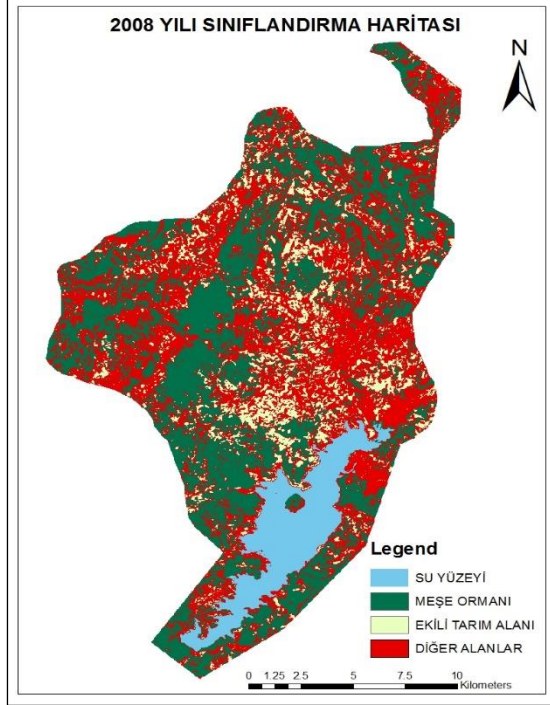 2008 YILI SINIFLANDIRMA HARİTASI
N
Legend
SU YÜZEYİ
MEŞE ORMANI
EKİLİ TARIM ALANI
DİĞER ALANLAR
0 1.25 2.5 5 7.5 10
Kilometers